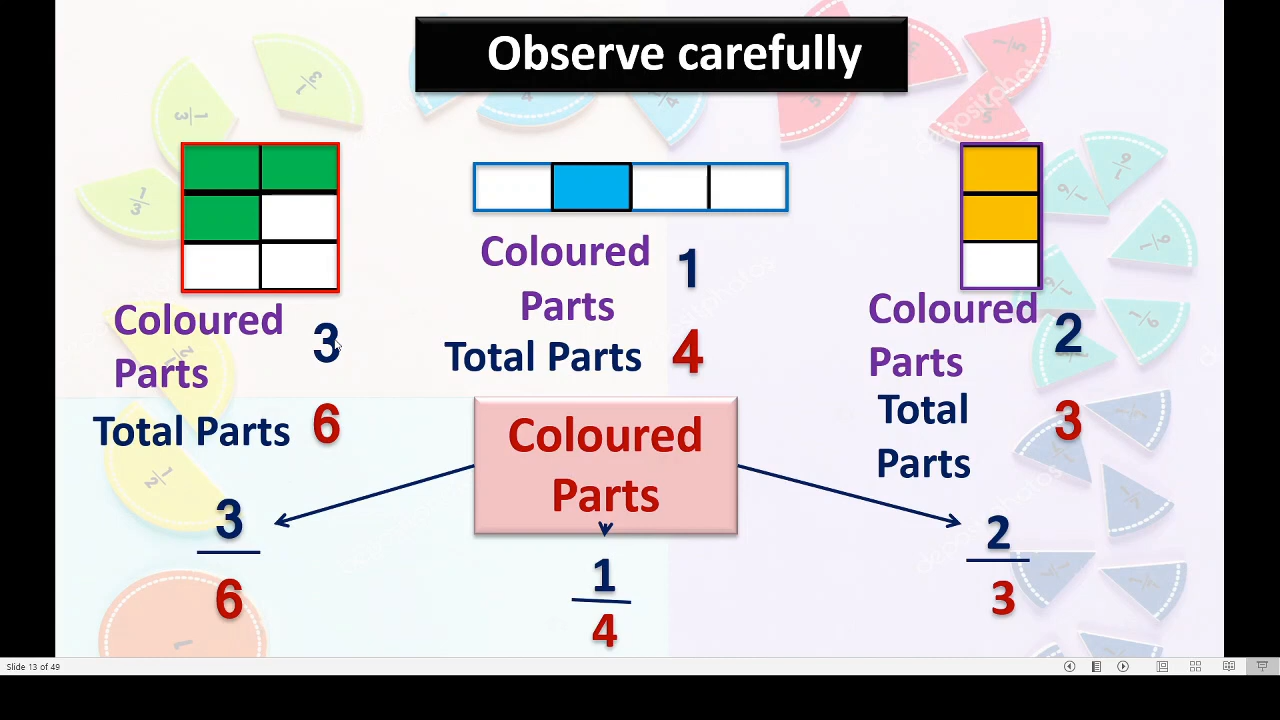 Observe carefully
Coloured
Parts
3
Total Parts
6
3
6
Coloured
Parts
1
Total Parts
4
Coloured
Parts
1
4
Coloured
Parts
2
Total
Parts
3
2
3
Slide 13 of 49